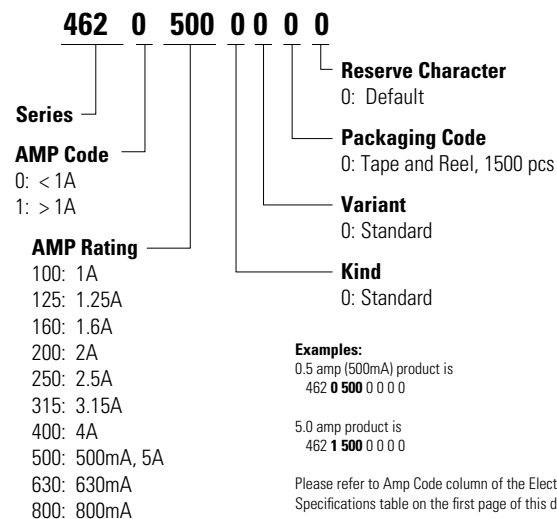 462 0 500 0 0 0 0
Reserve Character
0: Default
Packaging Code
0: Tape and Reel, 1500 pcs
Variant
0: Standard
Kind
0: Standard
Series
AMP Code
0: < 1A
1: > 1A
AMP Rating
100: 1A
125: 1.25A
160: 1.6A
200: 2A
250: 2.5A
315: 3.15A
400: 4A
500: 500mA, 5A
630: 630mA
800: 800mA
Examples:
0.5 amp (500mA) product is
462 0 500 0 0 0 0
5.0 amp product is
462 1 500 0 0 0 0
Please refer to Amp Code column of the Elect
Specifications table on the first page of this d